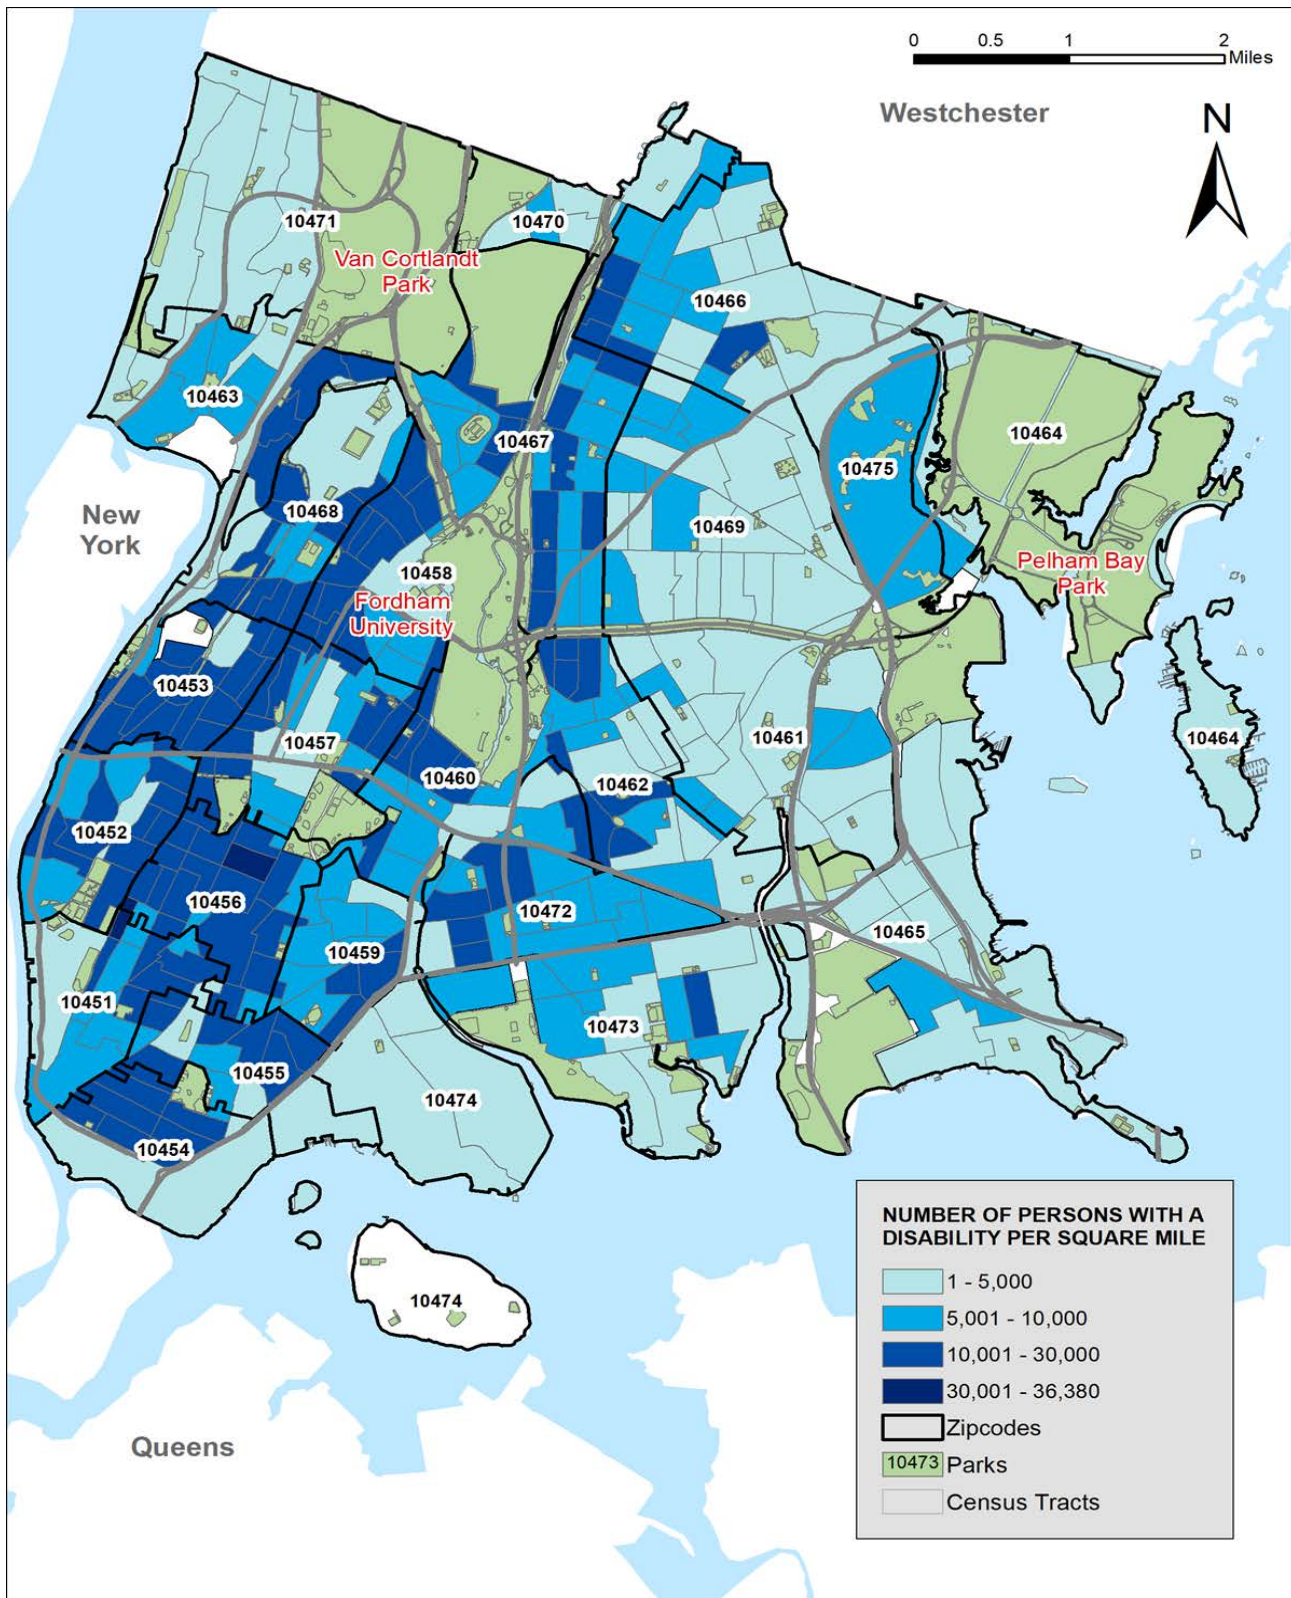 0 0.5 1 2
Miles
Westchester
N
10471
10470
Van Cortlandt
Park
10466
10463
10467
10464
10475
New
York
10468
10469
10458
Fordham
University
Pelham Bay
Park
10453
10457
10461
10464
10460
10462
10452
10456
10472
10459
10465
10451
10473
10455
10474
10454
10474
Queens
NUMBER OF PERSONS WITH A
DISABILITY PER SQUARE MILE
1 - 5,000
5,001 - 10,000
10,001 - 30,000
30,001 - 36,380
Zipcodes
10473 Parks
Census Tracts